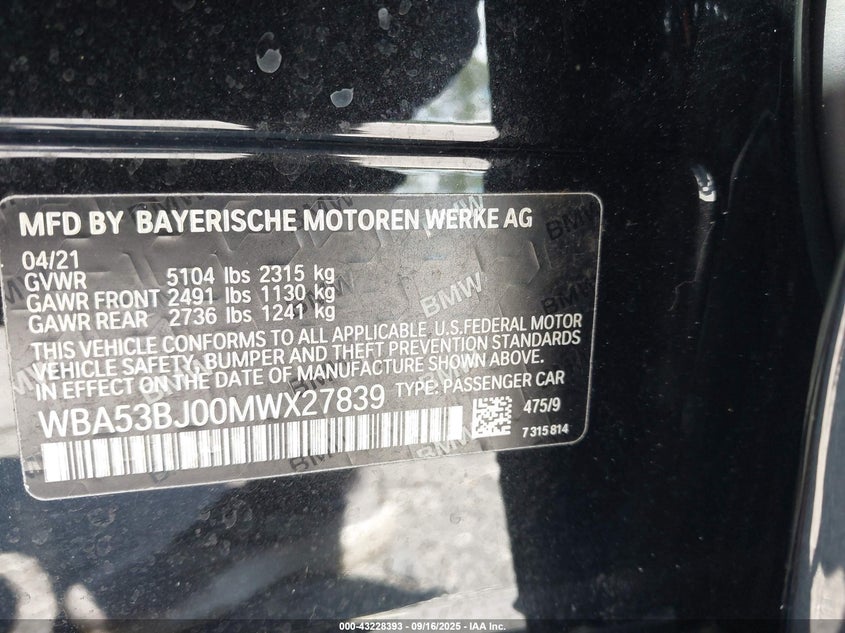 MFD BY BAYERISCHE MOTOREN WERKE AG
04/21
GVWR 5104 lbs 2315 kg
GAWR FRONT 2491 lbs 1130 kg
GAWR REAR 2736 lbs 1241 kg
THIS VEHICLE CONFORMS TO ALL APPLICABLE U.S.FEDERAL MOTOR
VEHICLE SAFETY, BUMPER AND THEFT PREVENTION STANDARDS
IN EFFECT ON THE DATE OF MANUFACTURE SHOWN ABOVE.
WBA53BJ00MWX27839 TYPE: PASSENGER CAR
475/9
7 315 814
000-43228393 - 09/16/2025 - IAA Inc.